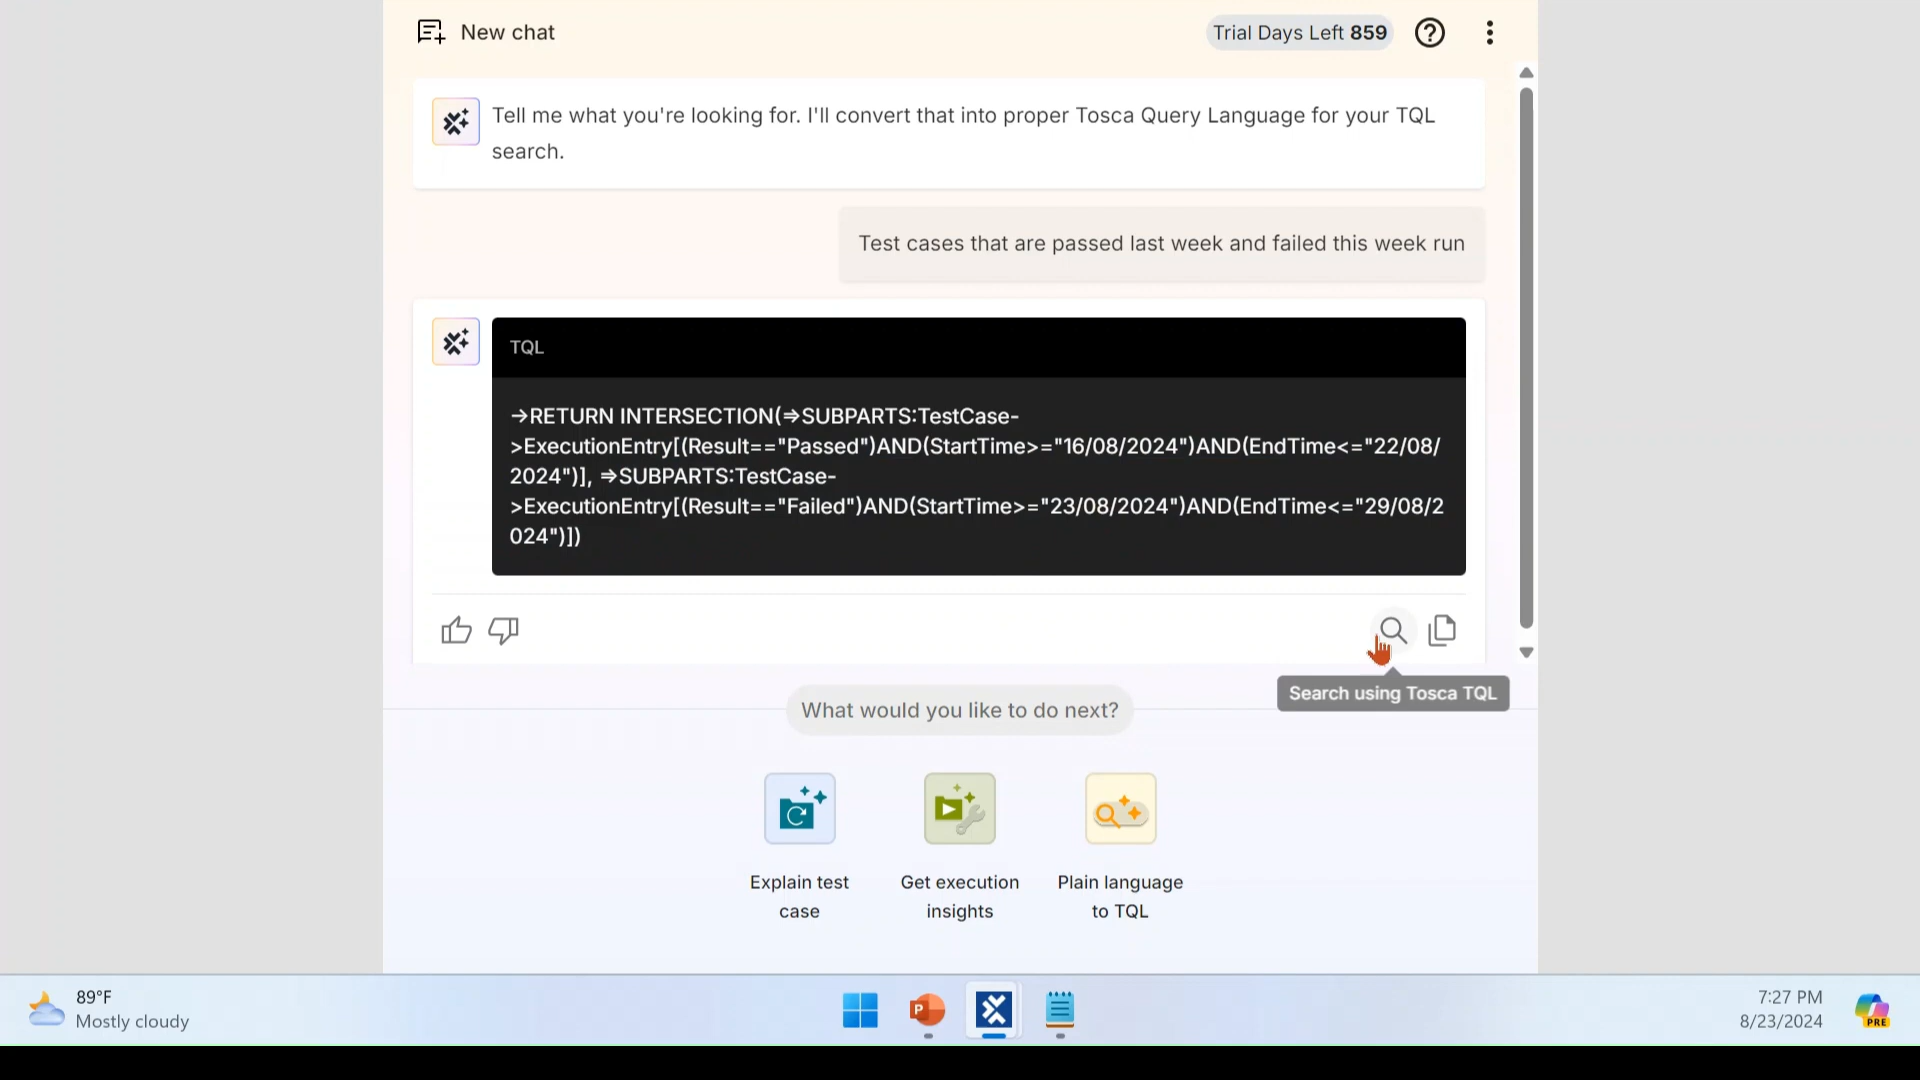 New chat
Trial Days Left 859
Tell me what you're looking for. I'll convert that into proper Tosca Query Language for your TQL
search.
Test cases that are passed last week and failed this week run
TQL
→RETURN INTERSECTION(⇒SUBPARTS:TestCase-
>ExecutionEntry[(Result=="Passed")AND(StartTime>="16/08/2024")AND(EndTime<="22/08/
2024")], ⇒SUBPARTS:TestCase-
>ExecutionEntry[(Result=="Failed")AND(StartTime>="23/08/2024")AND(EndTime<="29/08/2
024")])
Search using Tosca TQL
What would you like to do next?
Explain test
case
Get execution
insights
Plain language
to TQL
89°F
Mostly cloudy
P
7:27 PM
8/23/2024
PRE